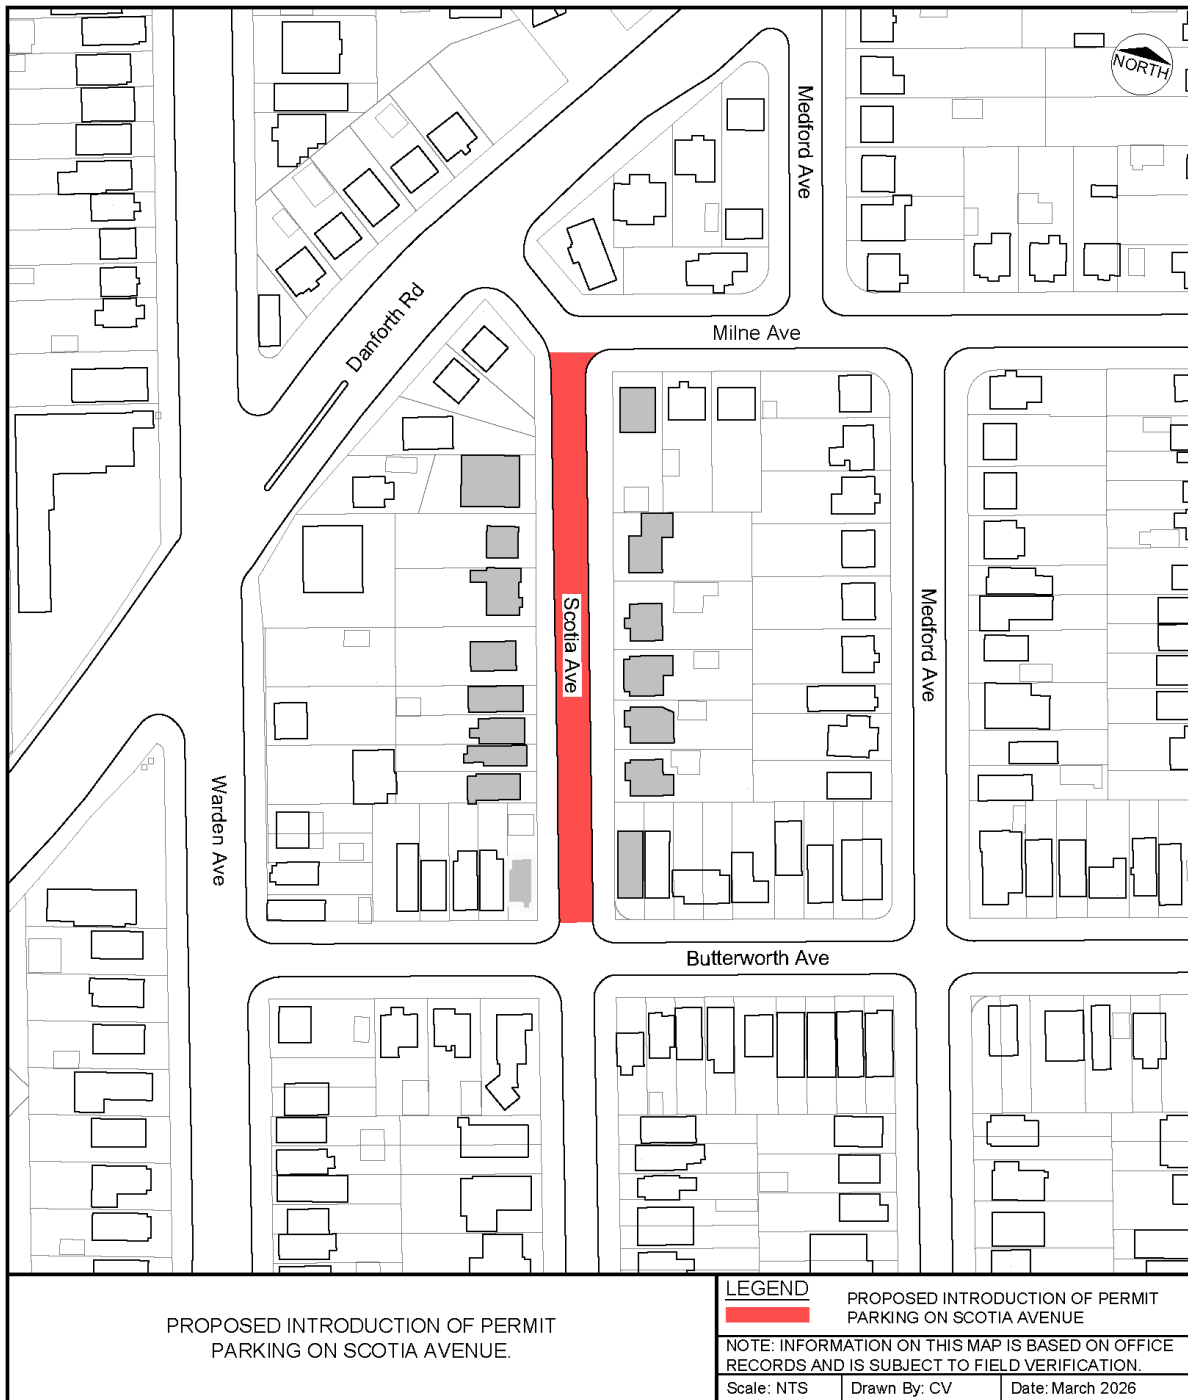 NORTH
Medford Ave
Danforth Rd
Milne Ave
Scotia Ave
Medford Ave
Warden Ave
Butterworth Ave
PROPOSED INTRODUCTION OF PERMIT
PARKING ON SCOTIA AVENUE.
LEGEND
PROPOSED INTRODUCTION OF PERMIT
PARKING ON SCOTIA AVENUE
NOTE: INFORMATION ON THIS MAP IS BASED ON OFFICE
RECORDS AND IS SUBJECT TO FIELD VERIFICATION.
Scale: NTS
Drawn By: CV
Date: March 2026